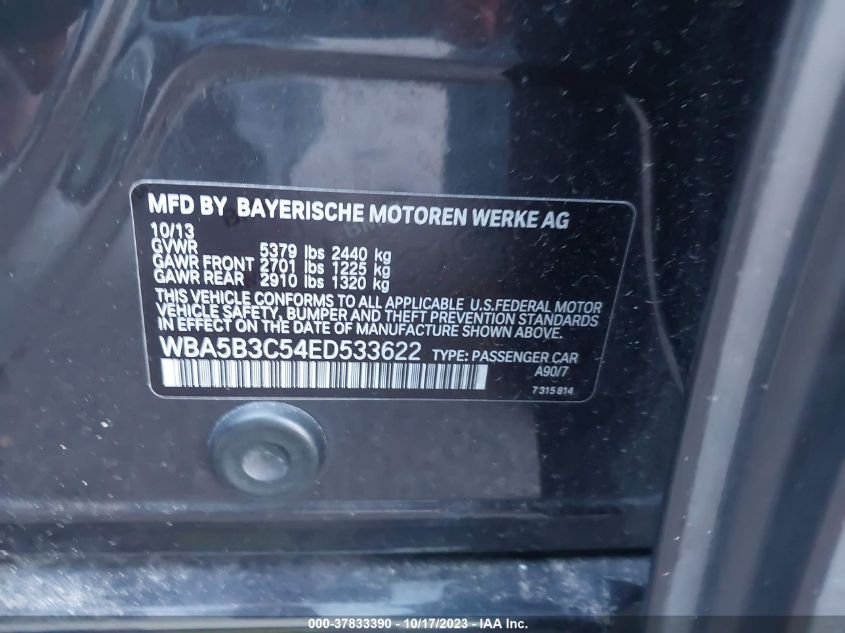 MFD BY BAYERISCHE MOTOREN WERKE AG
10/13
GVWR 5379 lbs 2440 kg
GAWR FRONT 2701 lbs 1225 kg
GAWR REAR 2910 lbs 1320 kg
THIS VEHICLE CONFORMS TO ALL APPLICABLE U.S.FEDERAL MOTOR
VEHICLE SAFETY, BUMPER AND THEFT PREVENTION STANDARDS
IN EFFECT ON THE DATE OF MANUFACTURE SHOWN ABOVE.
WBA5B3C54ED533622 TYPE: PASSENGER CAR
A90/7
7 315 814
000-37833390 - 10/17/2023 - IAA Inc.